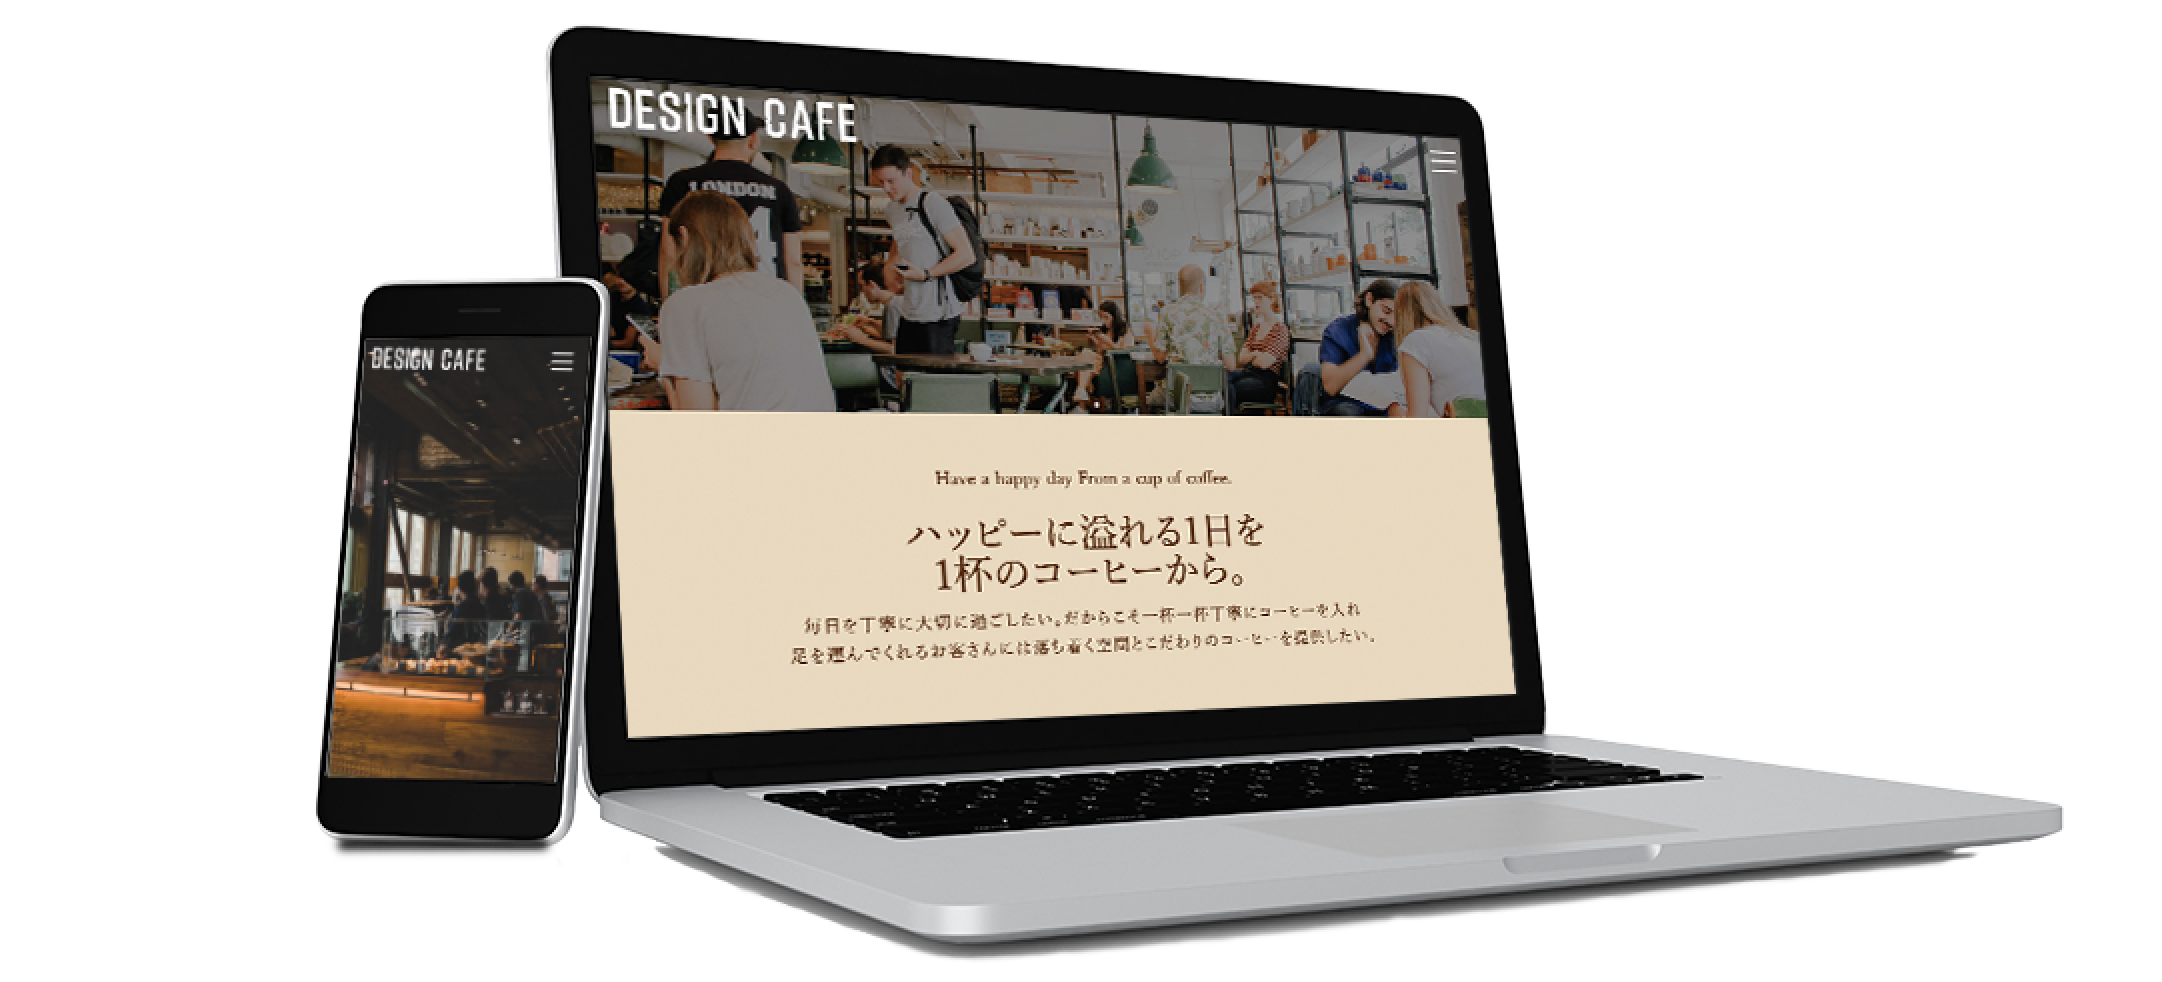 DESIGN CAFE
LONDON
DESIGN CAFE
Have a happy day From a cup of coffee.
ハッピーに溢れる1日を
1杯のコーヒーから。
毎日を丁寧に大切に過ごしたい。だからこそ一杯一杯丁寧にコーヒーを入れ
足を運んでくれるお客さんには落ち着く空間とこだわりのコーヒーを提供したい。